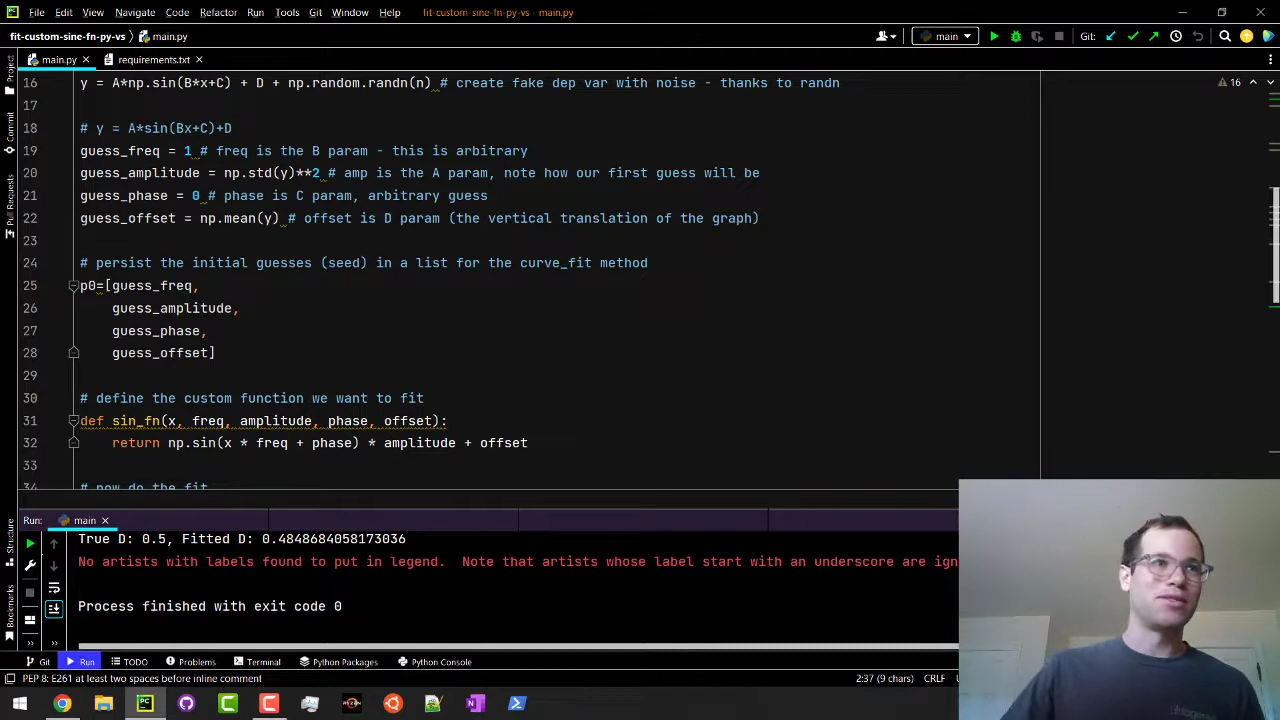 File Edit View Navigate Code Refactor Run Tools Git Window Help fit-custom-sine-fn-py-vs - main.py
fit-custom-sine-fn-py-vs main.py main Git:
main.py requirements.txt
Project
Commit
Pull Requests
16 y = A*np.sin(B*x+C) + D + np.random.randn(n) # create fake dep var with noise - thanks to randn
16
17
18 # y = A*sin(Bx+C)+D
19 guess_freq = 1 # freq is the B param - this is arbitrary
20 guess_amplitude = np.std(y)**2 # amp is the A param, note how our first guess will be
21 guess_phase = 0 # phase is C param, arbitrary guess
22 guess_offset = np.mean(y) # offset is D param (the vertical translation of the graph)
23
24 # persist the initial guesses (seed) in a list for the curve_fit method
25 p0=[guess_freq,
26 guess_amplitude,
27 guess_phase,
28 guess_offset]
29
30 # define the custom function we want to fit
31 def sin_fn(x, freq, amplitude, phase, offset):
32 return np.sin(x * freq + phase) * amplitude + offset
33
34 # now do the fit
Run: main
Structure
Bookmarks
True D: 0.5, Fitted D: 0.4848684058173036
No artists with labels found to put in legend. Note that artists whose label start with an underscore are ign
Process finished with exit code 0
Git Run TODO Problems Terminal Python Packages Python Console
PEP 8: E261 at least two spaces before inline comment 2:37 (9 chars) CRLF
RYZEN